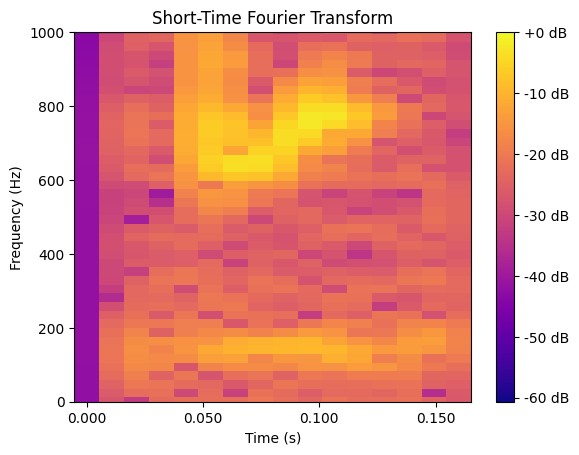 Short-Time Fourier Transform
1000
800
600
400
200
0
Frequency (Hz)
0.000
0.050
0.100
0.150
Time (s)
+0 dB
-10 dB
-20 dB
-30 dB
-40 dB
-50 dB
-60 dB